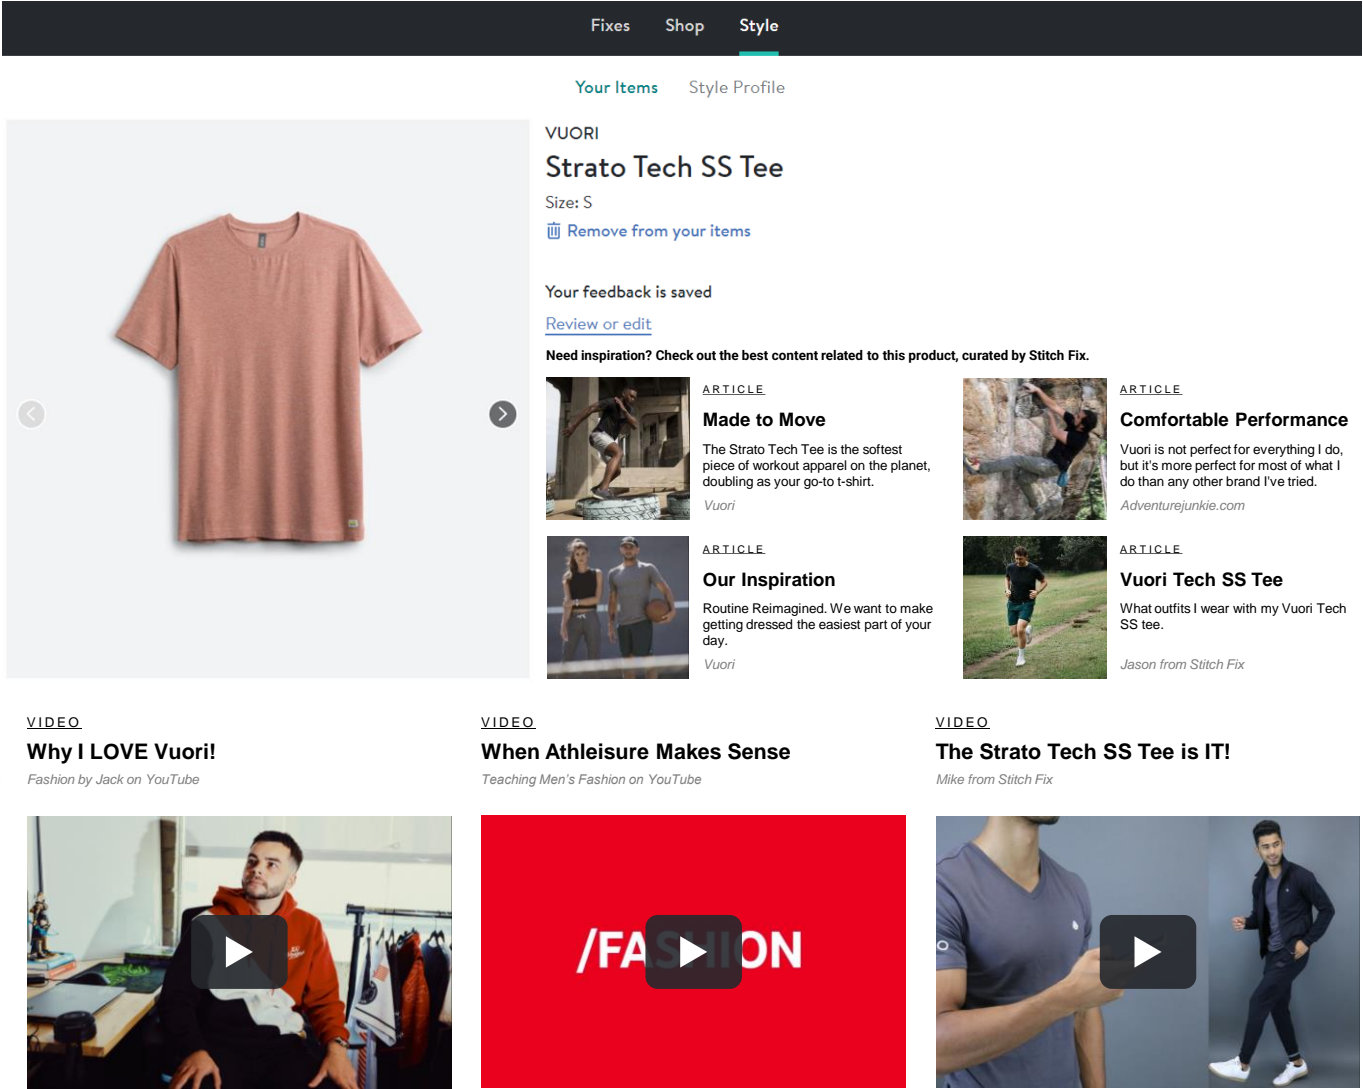 Fixes Shop Style
Your Items Style Profile
VUORI
Strato Tech SS Tee
Size: S
Remove from your items
Your feedback is saved
Review or edit
Need inspiration? Check out the best content related to this product, curated by Stitch Fix.
ARTICLE
Made to Move
The Strato Tech Tee is the softest
piece of workout apparel on the planet,
doubling as your go-to t-shirt.
Vuori
ARTICLE
Comfortable Performance
Vuori is not perfect for everything I do,
but it's more perfect for most of what I
do than any other brand I've tried.
Adventurejunkie.com
ARTICLE
Our Inspiration
Routine Reimagined. We want to make
getting dressed the easiest part of your
day.
Vuori
ARTICLE
Vuori Tech SS Tee
What outfits I wear with my Vuori Tech
SS tee.
Jason from Stitch Fix
VIDEO
Why I LOVE Vuori!
Fashion by Jack on YouTube
VIDEO
When Athleisure Makes Sense
Teaching Men's Fashion on YouTube
/FASHION
VIDEO
The Strato Tech SS Tee is IT!
Mike from Stitch Fix